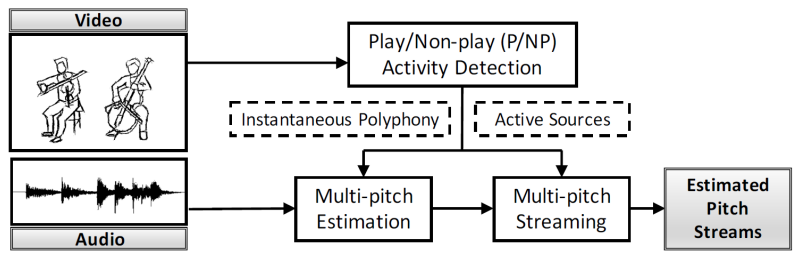 Video
Play/Non-play (P/NP)
Activity Detection
Instantaneous Polyphony
Active Sources
Multi-pitch
Estimation
Multi-pitch
Streaming
Estimated
Pitch
Streams
Audio